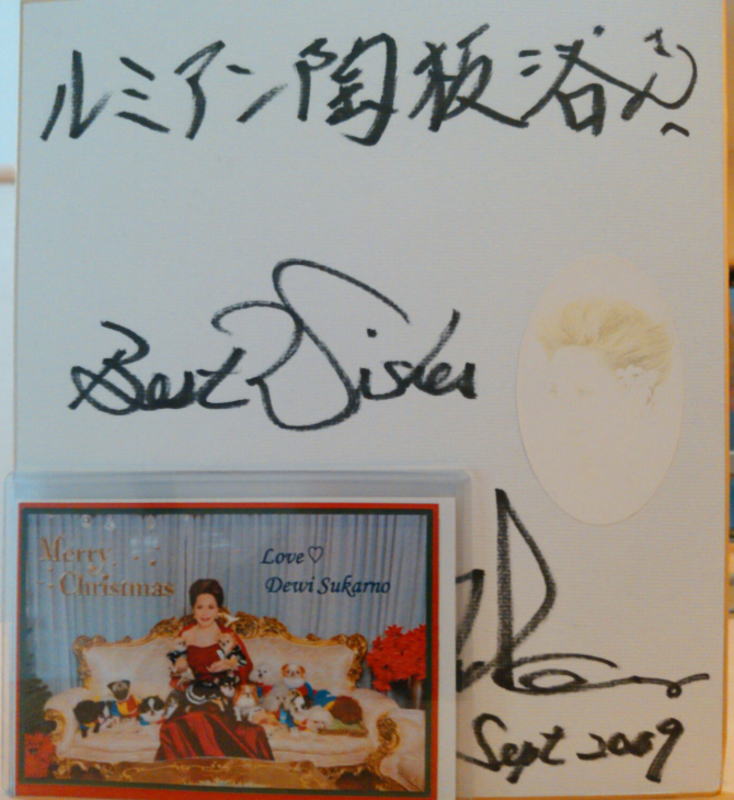 ルミアン陶板浴さんへ
Best Wishes
Sept 2009
Merry
Christmas
Love♡
Dewi Sukarno